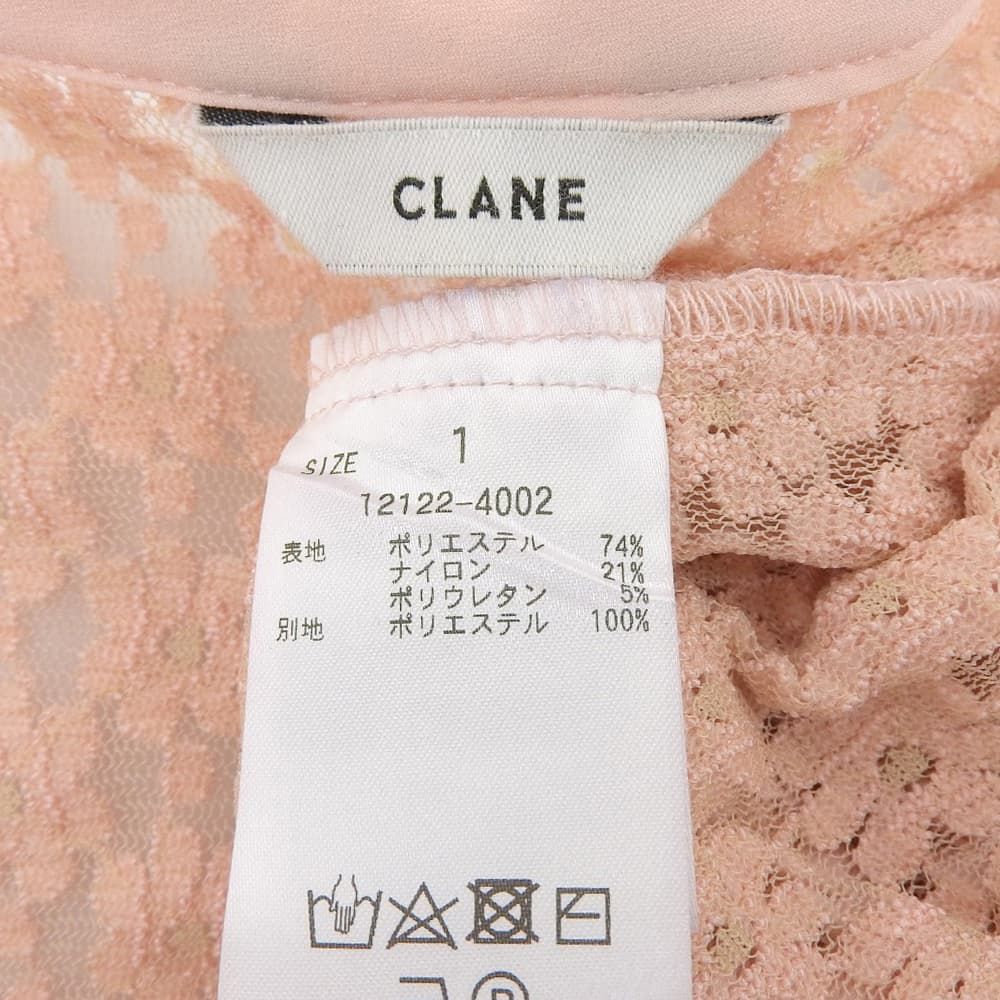 CLANE
SIZE 1
12122-4002
表地 ポリエステル 74%
ナイロン 21%
ポリウレタン 5%
別地 ポリエステル 100%